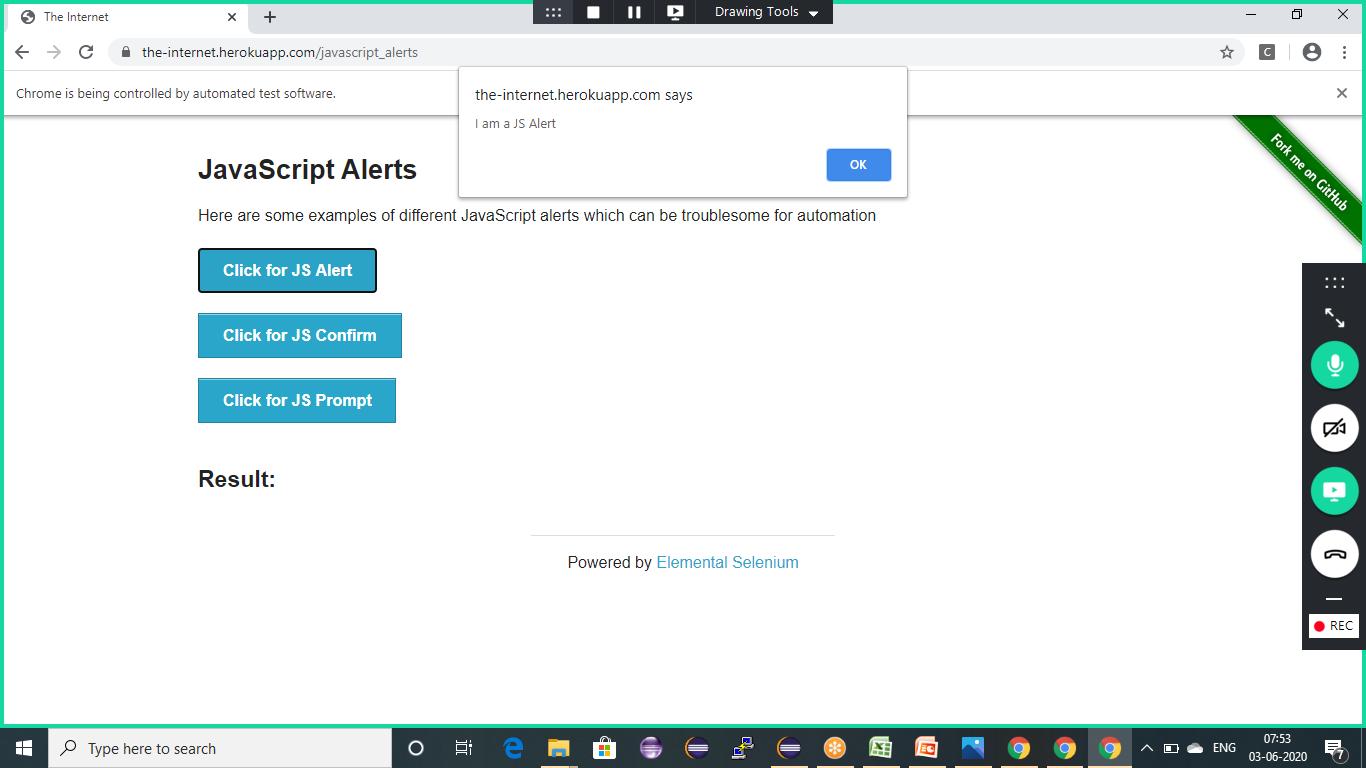 The Internet
Drawing Tools
the-internet.herokuapp.com/javascript_alerts
C
Chrome is being controlled by automated test software.
the-internet.herokuapp.com says
I am a JS Alert
OK
Fork me on GitHub
JavaScript Alerts
Here are some examples of different JavaScript alerts which can be troublesome for automation
Click for JS Alert
Click for JS Confirm
Click for JS Prompt
Result:
Powered by Elemental Selenium
REC
Type here to search
ENG
07:53
03-06-2020
7